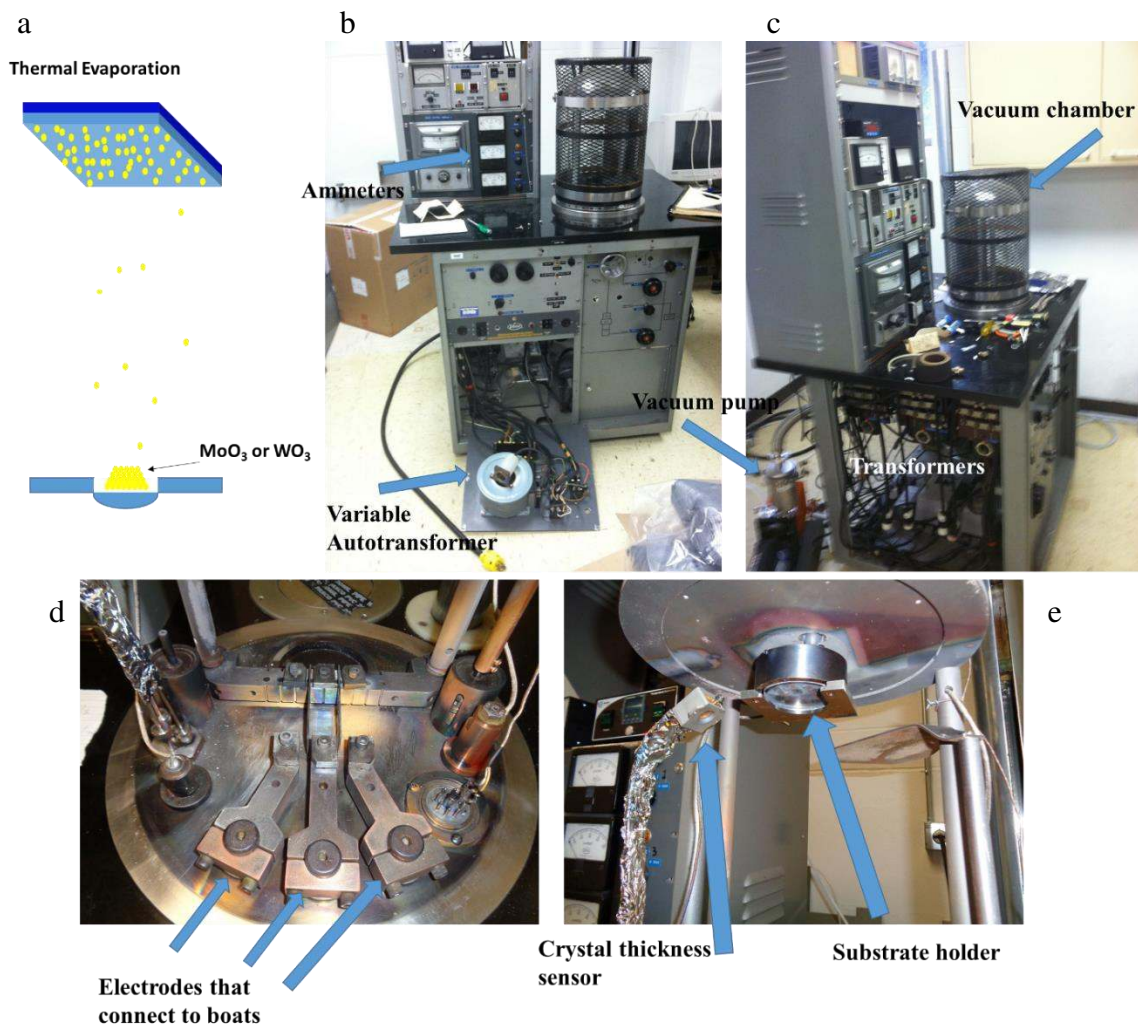 a
b
c
Thermal Evaporation
MoO₃ or WO₃
Ammeters
Variable
Autotransformer
Vacuum chamber
Vacuum pump
Transformers
d
e
Electrodes that
connect to boats
Crystal thickness
sensor
Substrate holder